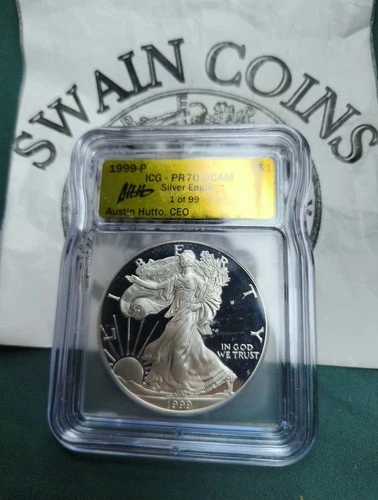 SWAIN COINS
1999-P $1
ICG - PR70 DCAM
Silver Eagle
1 of 99
Austin Hutto, CEO
LIBERTY
IN GOD
WE TRUST
1999